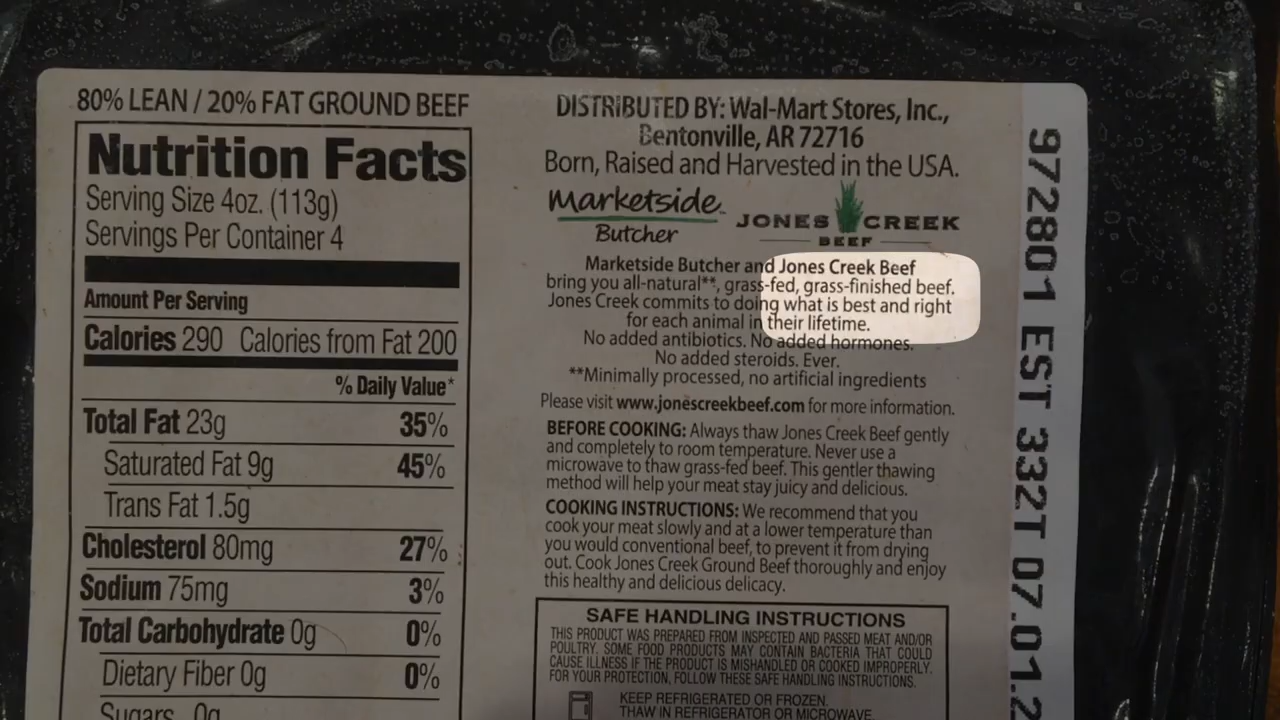 80% LEAN / 20% FAT GROUND BEEF
Nutrition Facts
Serving Size 4oz. (113g)
Servings Per Container 4
Amount Per Serving
Calories 290 Calories from Fat 200
% Daily Value*
Total Fat 23g 35%
Saturated Fat 9g 45%
Trans Fat 1.5g
Cholesterol 80mg 27%
Sodium 75mg 3%
Total Carbohydrate 0g 0%
Dietary Fiber 0g 0%
Sugars 0g
DISTRIBUTED BY: Wal-Mart Stores, Inc.,
Bentonville, AR 72716
Born, Raised and Harvested in the USA.
Marketside
Butcher
JONES CREEK
BEEF
Marketside Butcher and Jones Creek Beef
bring you all-natural**, grass-fed, grass-finished beef.
Jones Creek commits to doing what is best and right
for each animal in their lifetime.
No added antibiotics. No added hormones.
No added steroids. Ever.
**Minimally processed, no artificial ingredients
Please visit www.jonescreekbeef.com for more information.
BEFORE COOKING: Always thaw Jones Creek Beef gently
and completely to room temperature. Never use a
microwave to thaw grass-fed beef. This gentler thawing
method will help your meat stay juicy and delicious.
COOKING INSTRUCTIONS: We recommend that you
cook your meat slowly and at a lower temperature than
you would conventional beef, to prevent it from drying
out. Cook Jones Creek Ground Beef thoroughly and enjoy
this healthy and delicious delicacy.
SAFE HANDLING INSTRUCTIONS
THIS PRODUCT WAS PREPARED FROM INSPECTED AND PASSED MEAT AND/OR
POULTRY. SOME FOOD PRODUCTS MAY CONTAIN BACTERIA THAT COULD
CAUSE ILLNESS IF THE PRODUCT IS MISHANDLED OR COOKED IMPROPERLY.
FOR YOUR PROTECTION, FOLLOW THESE SAFE HANDLING INSTRUCTIONS.
KEEP REFRIGERATED OR FROZEN.
THAW IN REFRIGERATOR OR MICROWAVE.
972801 EST 332T 07.01.2